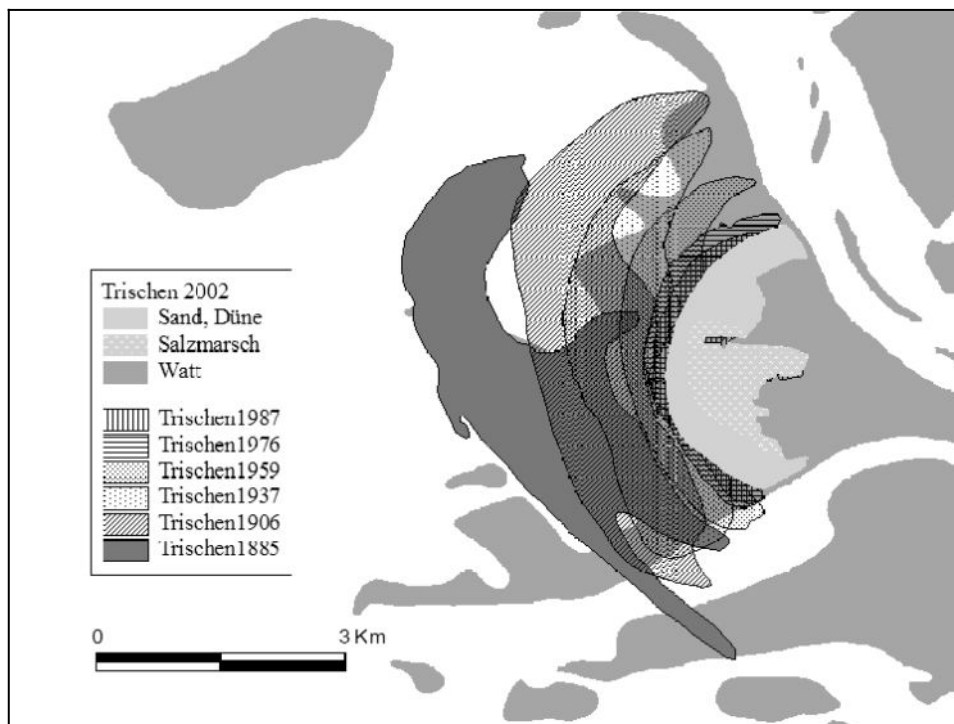 Trischen 2002
Sand, Düne
Salzmarsch
Watt
Trischen1987
Trischen1976
Trischen1959
Trischen1937
Trischen1906
Trischen1885
0 3 Km